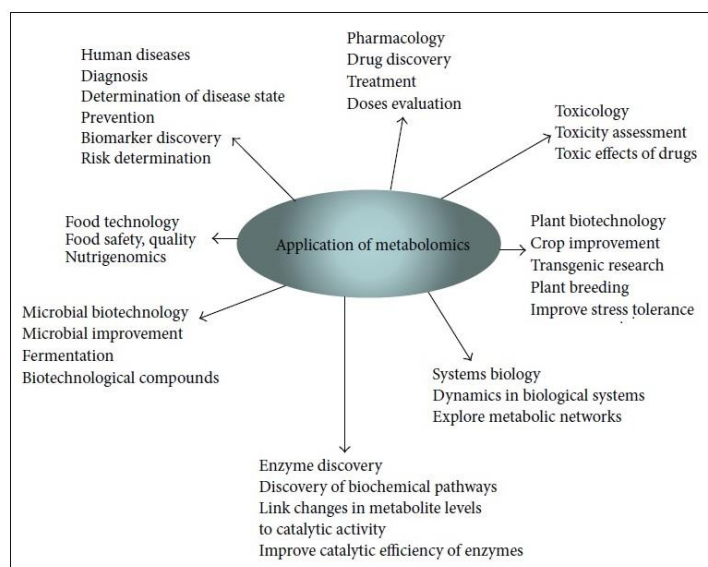 Human diseases
Diagnosis
Determination of disease state
Prevention
Biomarker discovery
Risk determination
Pharmacology
Drug discovery
Treatment
Doses evaluation
Toxicology
Toxicity assessment
Toxic effects of drugs
Food technology
Food safety, quality
Nutrigenomics
Application of metabolomics
Plant biotechnology
Crop improvement
Transgenic research
Plant breeding
Improve stress tolerance
Microbial biotechnology
Microbial improvement
Fermentation
Biotechnological compounds
Systems biology
Dynamics in biological systems
Explore metabolic networks
Enzyme discovery
Discovery of biochemical pathways
Link changes in metabolite levels
to catalytic activity
Improve catalytic efficiency of enzymes